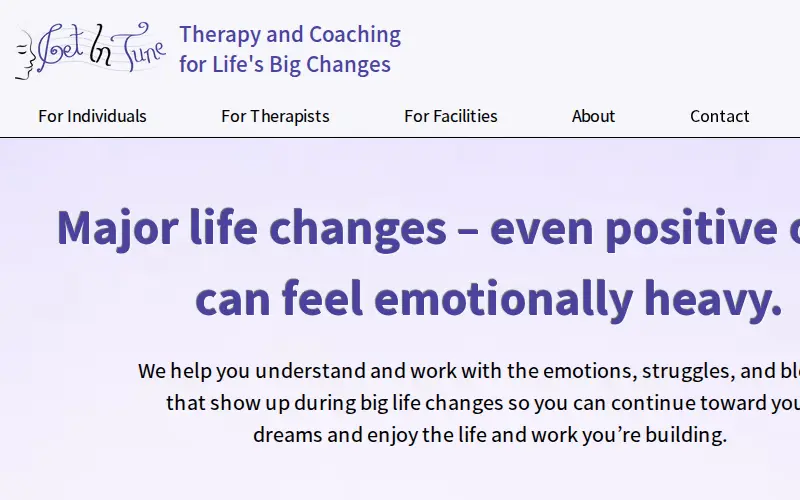 Get In Tune
Therapy and Coaching
for Life's Big Changes
For Individuals
For Therapists
For Facilities
About
Contact
Major life changes – even positive
can feel emotionally heavy.
We help you understand and work with the emotions, struggles, and
that show up during big life changes so you can continue toward
dreams and enjoy the life and work you’re building.